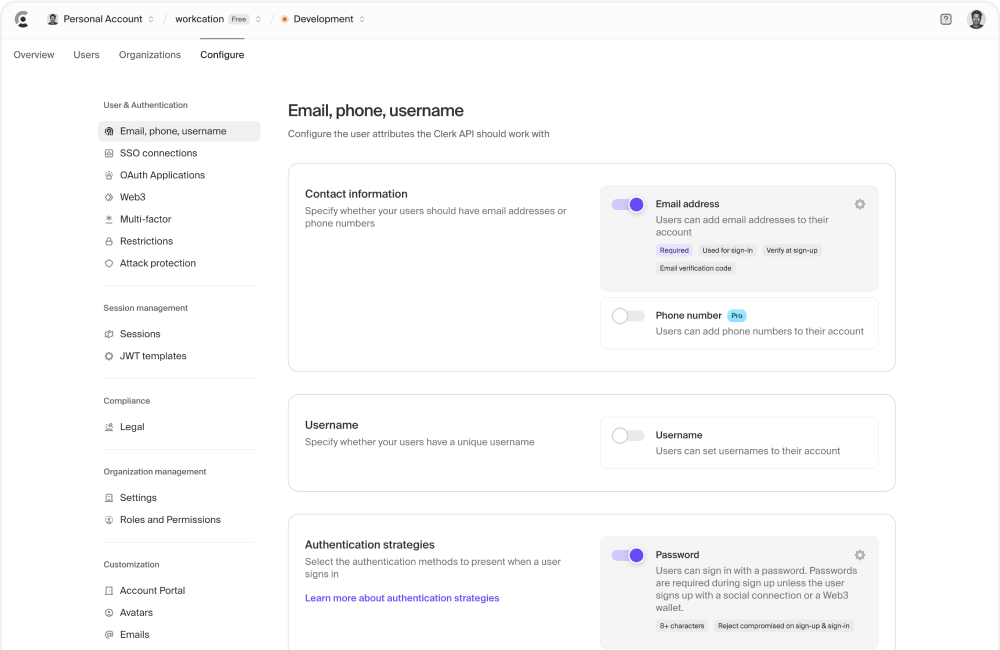 Personal Account
workcation Free
Development
Overview Users Organizations Configure
User & Authentication
Email, phone, username
SSO connections
OAuth Applications
Web3
Multi-factor
Restrictions
Attack protection
Session management
Sessions
JWT templates
Compliance
Legal
Organization management
Settings
Roles and Permissions
Customization
Account Portal
Avatars
Emails
Email, phone, username
Configure the user attributes the Clerk API should work with
Contact information
Specify whether your users should have email addresses or
phone numbers
Email address
Users can add email addresses to their
account
Required Used for sign-in Verify at sign-up
Email verification code
Phone number Pro
Users can add phone numbers to their account
Username
Specify whether your users have a unique username
Username
Users can set usernames to their account
Authentication strategies
Select the authentication methods to present when a user
signs in
Learn more about authentication strategies
Password
Users can sign in with a password. Passwords
are required during sign up unless the user
signs up with a social connection or a Web3
wallet.
8+ characters Reject compromised on sign-up & sign-in